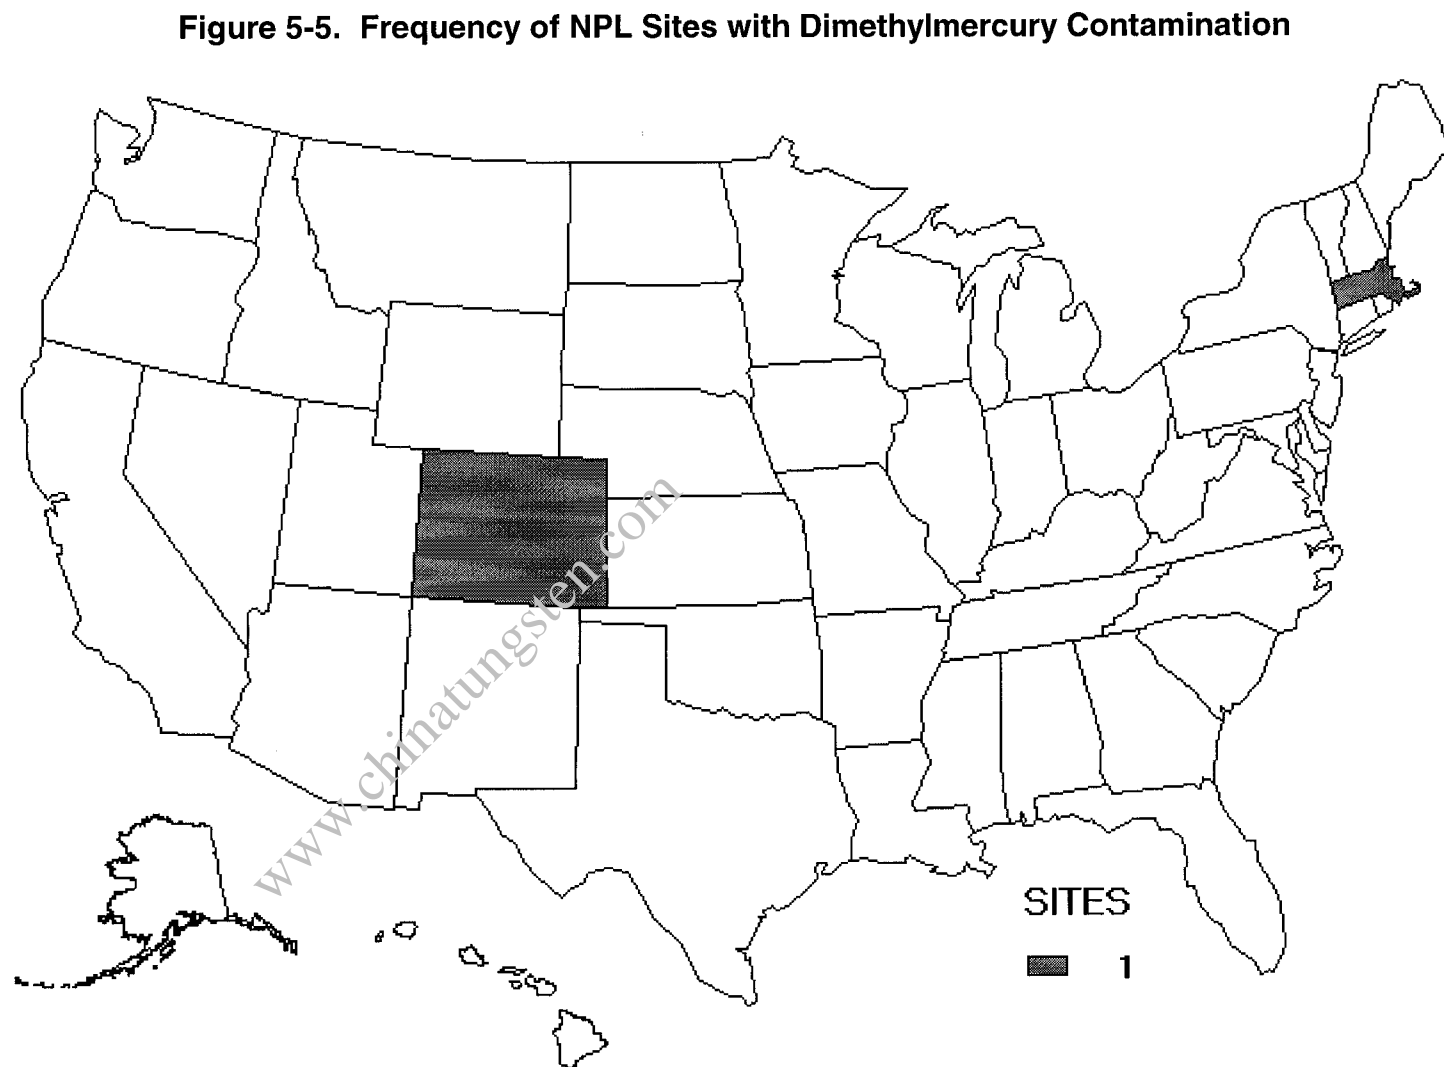 Figure 5-5. Frequency of NPL Sites with Dimethylmercury Contamination
www.chinatungsten.com
SITES
1